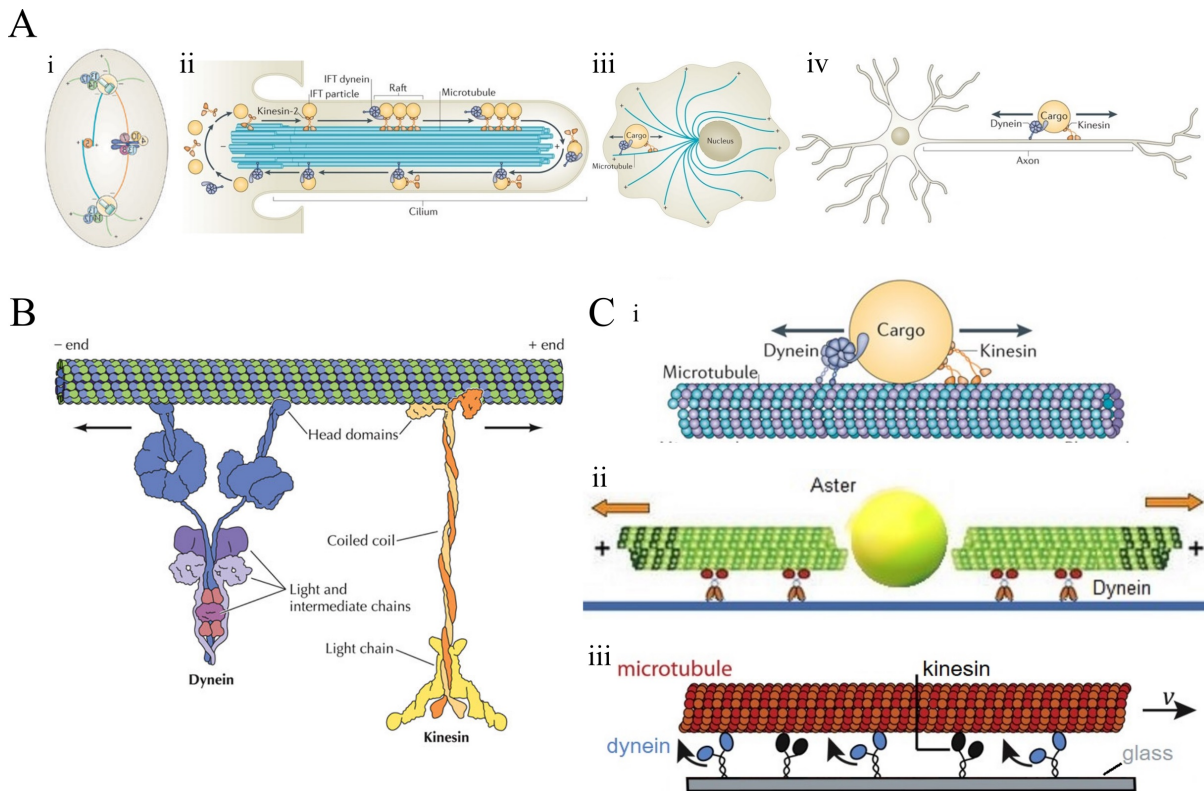 A
i
ii
IFT dynein
IFT particle
Raft
Microtubule
Kinesin-2
−
+
Cilium
iii
Cargo
Nucleus
Microtubule
iv
Dynein
Cargo
Kinesin
Axon
B
− end
+ end
Head domains
Coiled coil
Light and
intermediate chains
Light chain
Dynein
Kinesin
C
i
Cargo
Dynein
Kinesin
Microtubule
ii
Aster
+
+
Dynein
iii
microtubule
kinesin
v
dynein
glass